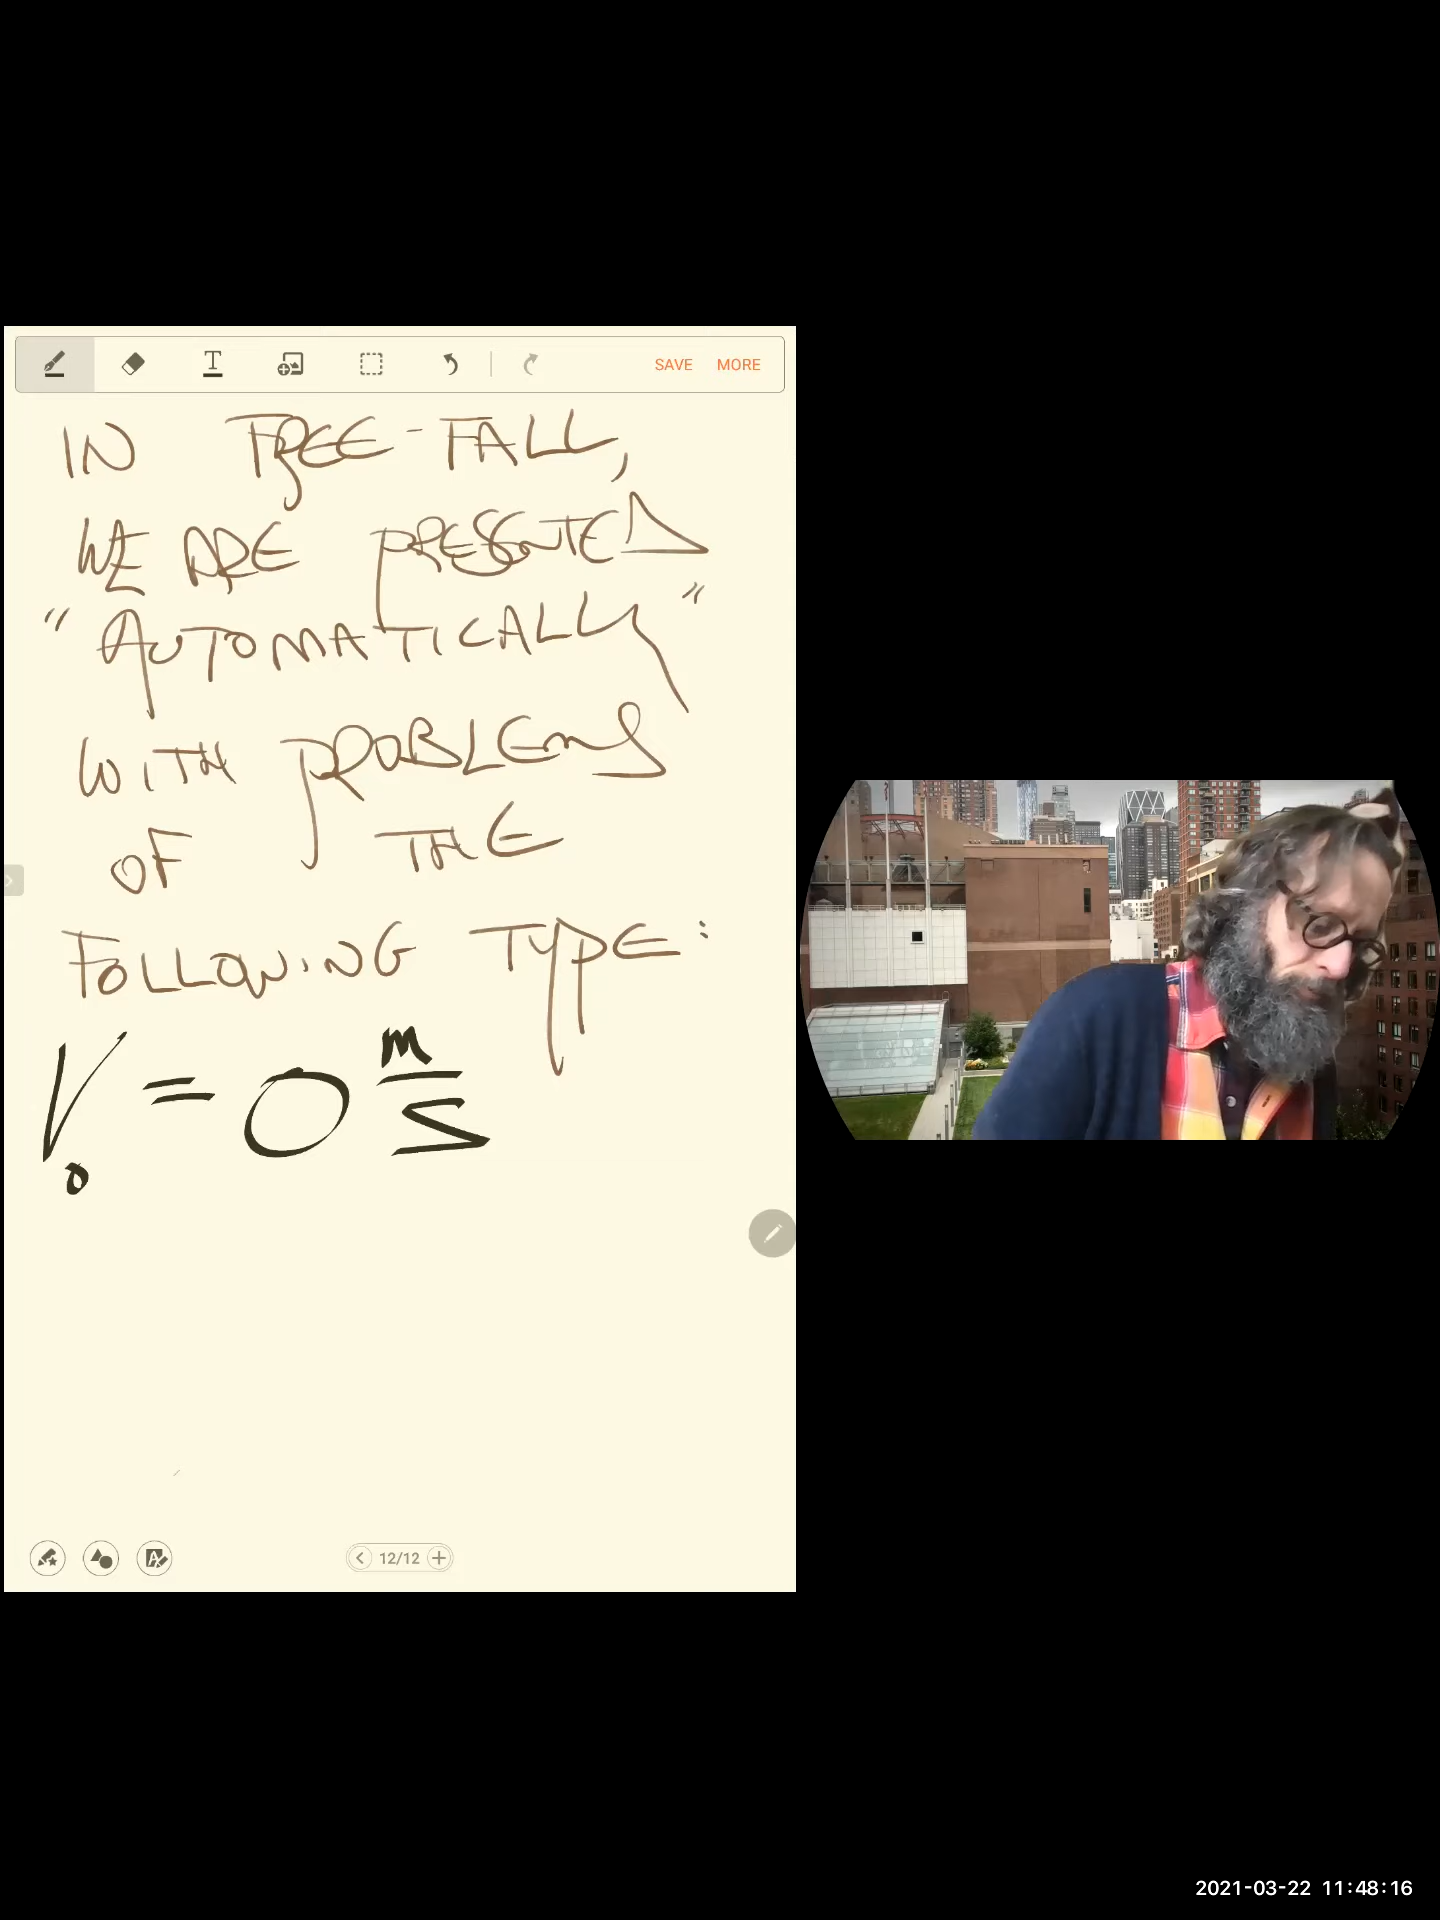 T
SAVE MORE
IN FREE-FALL,
WE ARE PRESENTED
"AUTOMATICALLY"
WITH PROBLEMS
OF THE
FOLLOWING TYPE:
V₀ = 0 m/s
12/12
2021-03-22 11:48:16